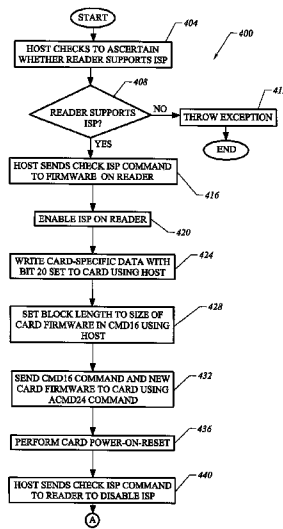 START
404
HOST CHECKS TO ASCERTAIN
WHETHER READER SUPPORTS ISP
400
408
READER SUPPORTS
ISP?
NO
41
THROW EXCEPTION
END
YES
HOST SENDS CHECK ISP COMMAND
TO FIRMWARE ON READER
416
ENABLE ISP ON READER
420
WRITE CARD-SPECIFIC DATA WITH
BIT 20 SET TO CARD USING HOST
424
SET BLOCK LENGTH TO SIZE OF
CARD FIRMWARE IN CMD16 USING
HOST
428
SEND CMD16 COMMAND AND NEW
CARD FIRMWARE TO CARD USING
ACMD24 COMMAND
432
PERFORM CARD POWER-ON-RESET
436
HOST SENDS CHECK ISP COMMAND
TO READER TO DISABLE ISP
440
A